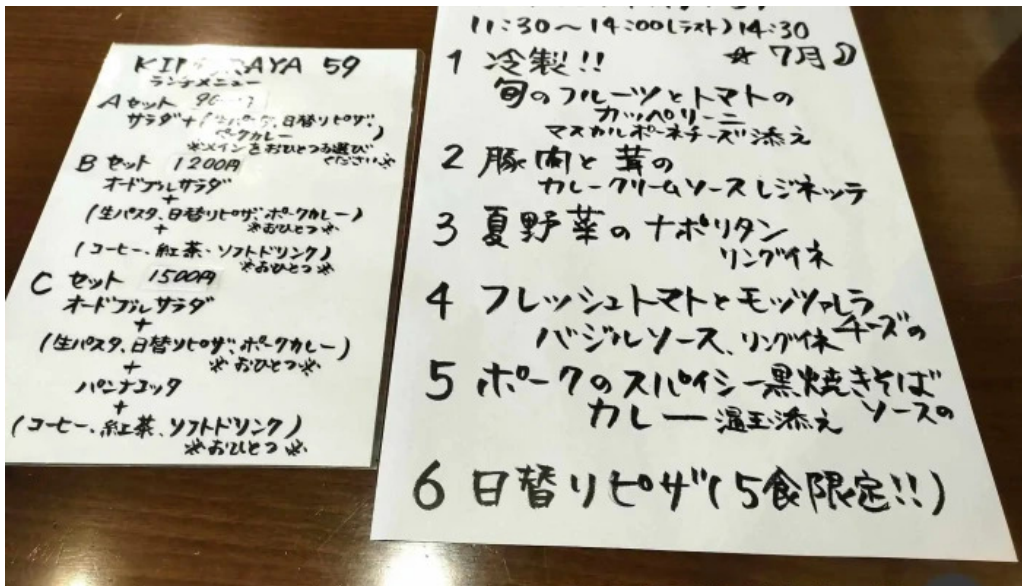 59
ランチメニュー
Aセット
サラダ+(生パスタ、日替りピザ、
ポークカレー)
※メインをおひとつお選び
ください※
Bセット 1200円
オードブルサラダ
+
(生パスタ、日替りピザ、ポークカレー)
+ ※おひとつ※
(コーヒー、紅茶、ソフトドリンク)
※おひとつ※
Cセット 1500円
オードブルサラダ
+
(生パスタ、日替りピザ、ポークカレー)
+ ※おひとつ※
パンナコッタ
+
(コーヒー、紅茶、ソフトドリンク)
※おひとつ※
11:30〜14:00(ラスト)14:30
☆7月
1 冷製!!
旬のフルーツとトマトの
カッペリーニ
マスカルポーネチーズ添え
2 豚肉と茸の
カレークリームソース レジネッテ
3 夏野菜のナポリタン
リングイネ
4 フレッシュトマトとモッツァレラ
チーズの
バジルソース、リングイネ
5 ポークのスパイシー黒焼きそば
ソースの
カレー 温玉添え
6 日替りピザ(5食限定!!)